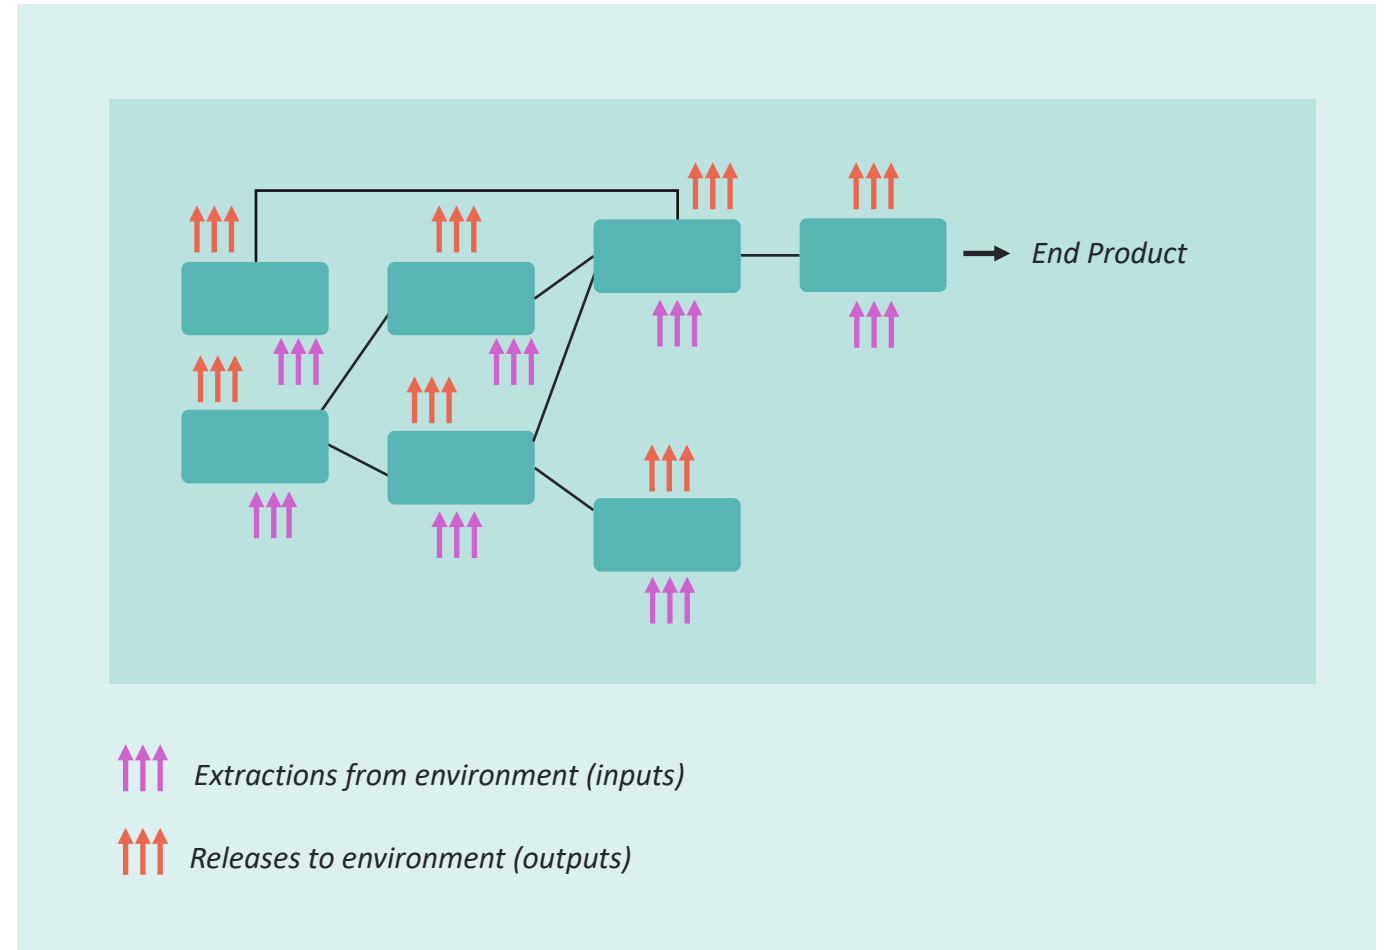 End Product
Extractions from environment (inputs)
Releases to environment (outputs)